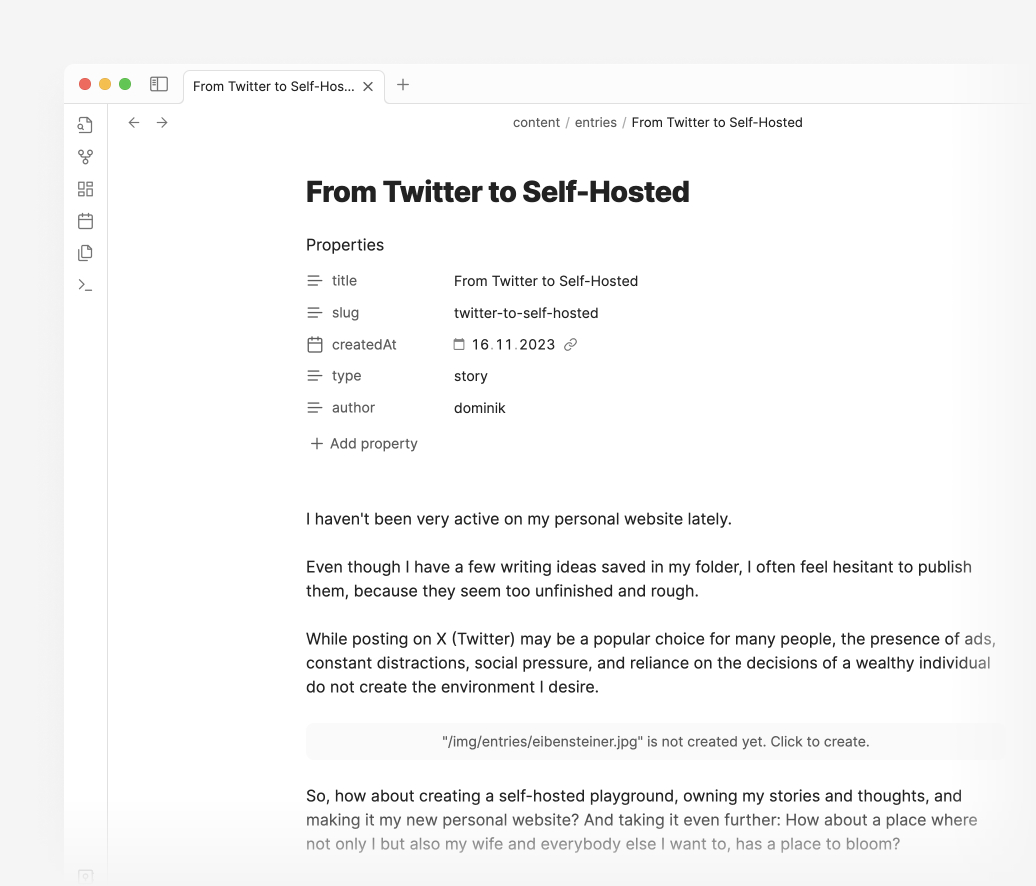 From Twitter to Self-Hos...
content / entries / From Twitter to Self-Hosted
From Twitter to Self-Hosted
Properties
title From Twitter to Self-Hosted
slug twitter-to-self-hosted
createdAt 16.11.2023
type story
author dominik
Add property
I haven't been very active on my personal website lately.
Even though I have a few writing ideas saved in my folder, I often feel hesitant to publish
them, because they seem too unfinished and rough.
While posting on X (Twitter) may be a popular choice for many people, the presence of ads,
constant distractions, social pressure, and reliance on the decisions of a wealthy individual
do not create the environment I desire.
"/img/entries/eibensteiner.jpg" is not created yet. Click to create.
So, how about creating a self-hosted playground, owning my stories and thoughts, and
making it my new personal website? And taking it even further: How about a place where
not only I but also my wife and everybody else I want to, has a place to bloom?